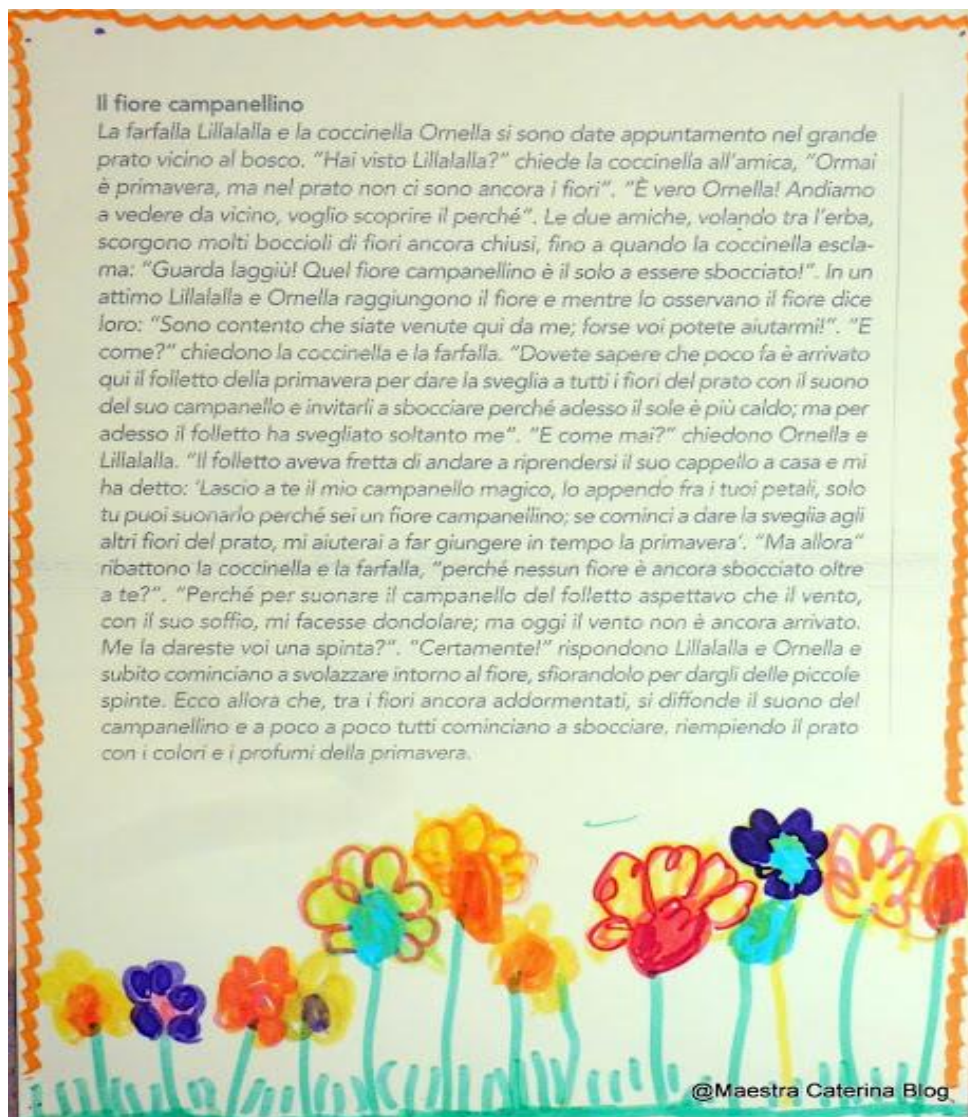 Il fiore campanellino
La farfalla Lillalalla e la coccinella Ornella si sono date appuntamento nel grande
prato vicino al bosco. “Hai visto Lillalalla?” chiede la coccinella all’amica, “Ormai
è primavera, ma nel prato non ci sono ancora i fiori”. “È vero Ornella! Andiamo
a vedere da vicino, voglio scoprire il perché”. Le due amiche, volando tra l’erba,
scorgono molti boccioli di fiori ancora chiusi, fino a quando la coccinella escla-
ma: “Guarda laggiù! Quel fiore campanellino è il solo a essere sbocciato!”. In un
attimo Lillalalla e Ornella raggiungono il fiore e mentre lo osservano il fiore dice
loro: “Sono contento che siate venute qui da me; forse voi potete aiutarmi!”. “E
come?” chiedono la coccinella e la farfalla. “Dovete sapere che poco fa è arrivato
qui il folletto della primavera per dare la sveglia a tutti i fiori del prato con il suono
del suo campanello e invitarli a sbocciare perché adesso il sole è più caldo; ma per
adesso il folletto ha svegliato soltanto me”. “E come mai?” chiedono Ornella e
Lillalalla. “Il folletto aveva fretta di andare a riprendersi il suo cappello a casa e mi
ha detto: ‘Lascio a te il mio campanello magico, lo appendo fra i tuoi petali, solo
tu puoi suonarlo perché sei un fiore campanellino; se cominci a dare la sveglia agli
altri fiori del prato, mi aiuterai a far giungere in tempo la primavera’. “Ma allora”
ribattono la coccinella e la farfalla, “perché nessun fiore è ancora sbocciato oltre
a te?”. “Perché per suonare il campanello del folletto aspettavo che il vento,
con il suo soffio, mi facesse dondolare; ma oggi il vento non è ancora arrivato.
Me la dareste voi una spinta?”. “Certamente!” rispondono Lillalalla e Ornella e
subito cominciano a svolazzare intorno al fiore, sfiorandolo per dargli delle piccole
spinte. Ecco allora che, tra i fiori ancora addormentati, si diffonde il suono del
campanellino e a poco a poco tutti cominciano a sbocciare, riempiendo il prato
con i colori e i profumi della primavera.
@Maestra Caterina Blog